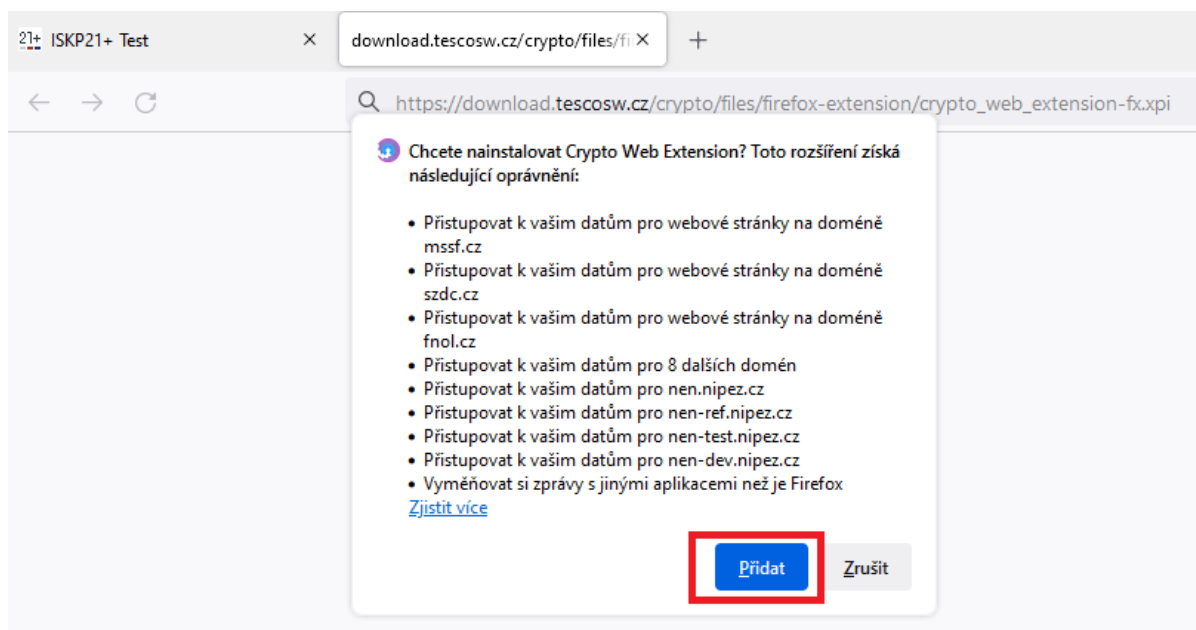 21+ ISKP21+ Test
download.tescosw.cz/crypto/files/fi
https://download.tescosw.cz/crypto/files/firefox-extension/crypto_web_extension-fx.xpi
Chcete nainstalovat Crypto Web Extension? Toto rozšíření získá
následující oprávnění:
• Přistupovat k vašim datům pro webové stránky na doméně
mssf.cz
• Přistupovat k vašim datům pro webové stránky na doméně
szdc.cz
• Přistupovat k vašim datům pro webové stránky na doméně
fnol.cz
• Přistupovat k vašim datům pro 8 dalších domén
• Přistupovat k vašim datům pro nen.nipez.cz
• Přistupovat k vašim datům pro nen-ref.nipez.cz
• Přistupovat k vašim datům pro nen-test.nipez.cz
• Přistupovat k vašim datům pro nen-dev.nipez.cz
• Vyměňovat si zprávy s jinými aplikacemi než je Firefox
Zjistit více
Přidat Zrušit